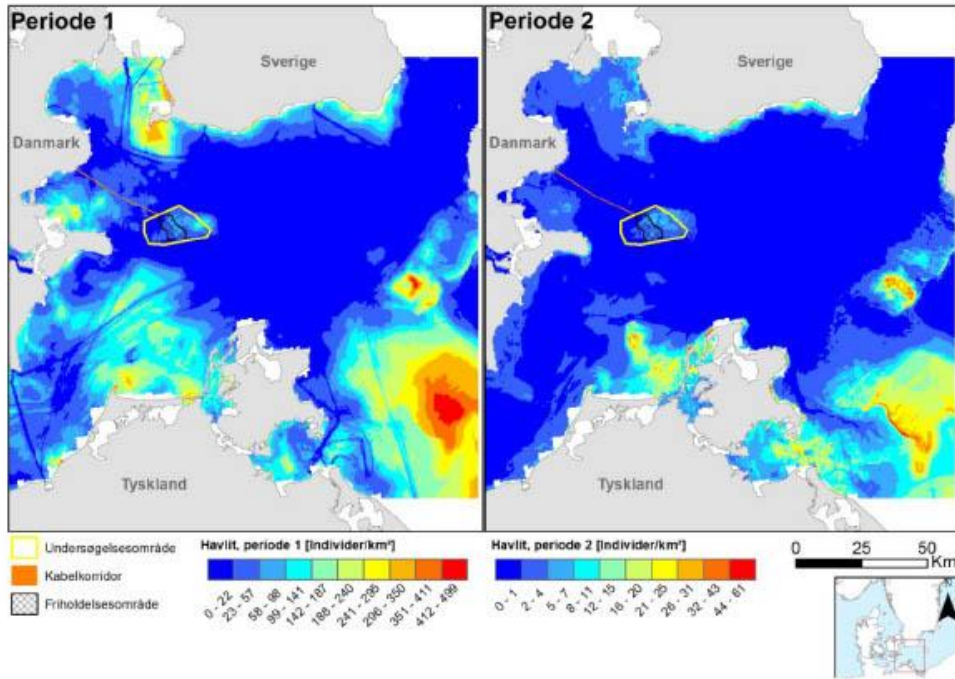 Periode 1
Sverige
Danmark
Tyskland
Periode 2
Sverige
Danmark
Tyskland
Undersøgelsesområde
Kabelkorridor
Friholdelsesområde
Havlit, periode 1 [Individer/km²]
0 - 22
23 - 57
58 - 98
99 - 141
142 - 187
188 - 240
241 - 295
296 - 350
351 - 411
412 - 499
Havlit, periode 2 [Individer/km²]
0 - 1
2 - 4
5 - 7
8 - 11
12 - 15
16 - 20
21 - 25
26 - 31
32 - 43
44 - 61
0 25 50
Km